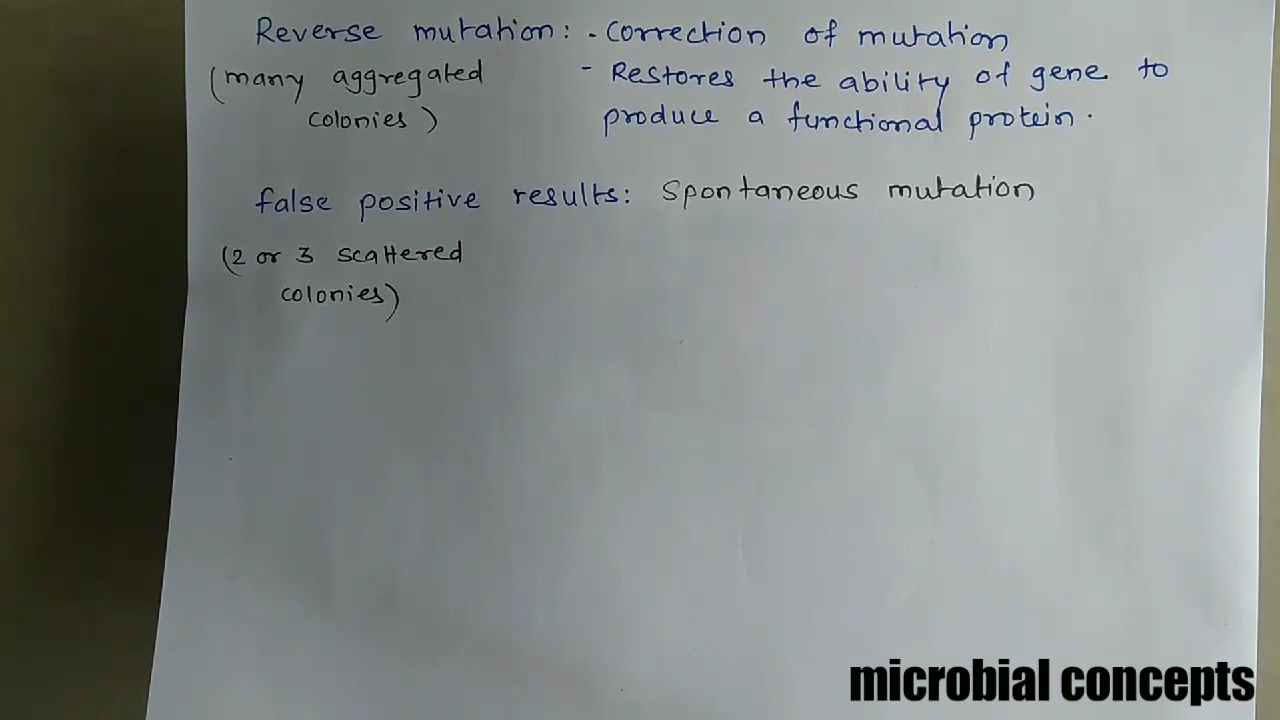 Reverse mutation: - Correction of mutation
(many aggregated colonies)
- Restores the ability of gene to
produce a functional protein.
false positive results: Spontaneous mutation
(2 or 3 scattered
colonies)
microbial concepts